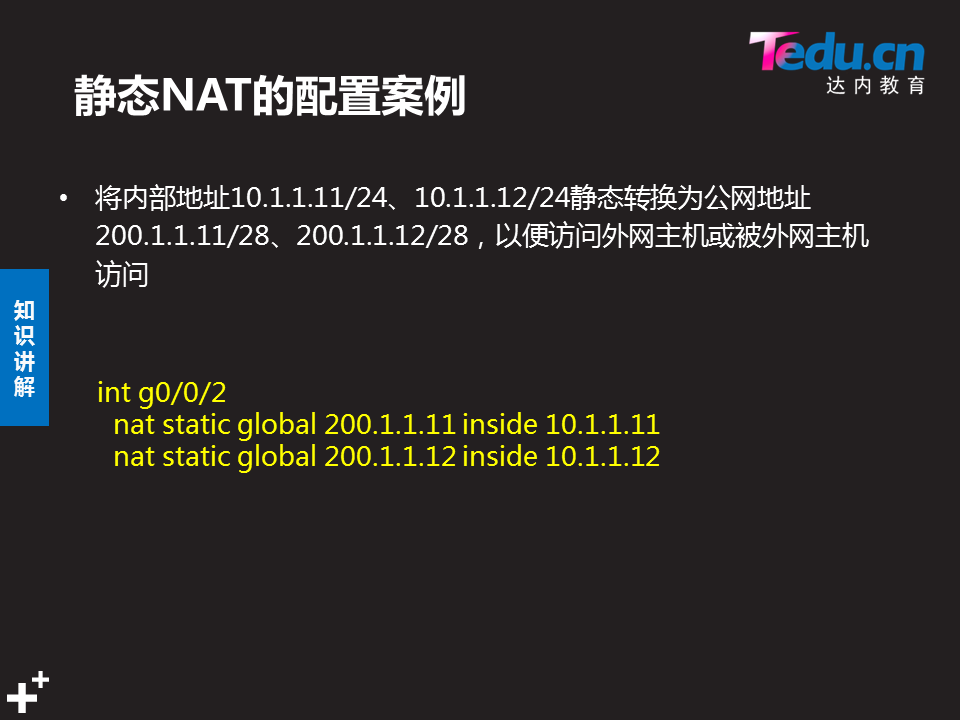 Tedu.cn
达内教育
静态NAT的配置案例
• 将内部地址10.1.1.11/24、10.1.1.12/24静态转换为公网地址
200.1.1.11/28、200.1.1.12/28，以便访问外网主机或被外网主机
访问
知
识
讲
解
int g0/0/2
nat static global 200.1.1.11 inside 10.1.1.11
nat static global 200.1.1.12 inside 10.1.1.12